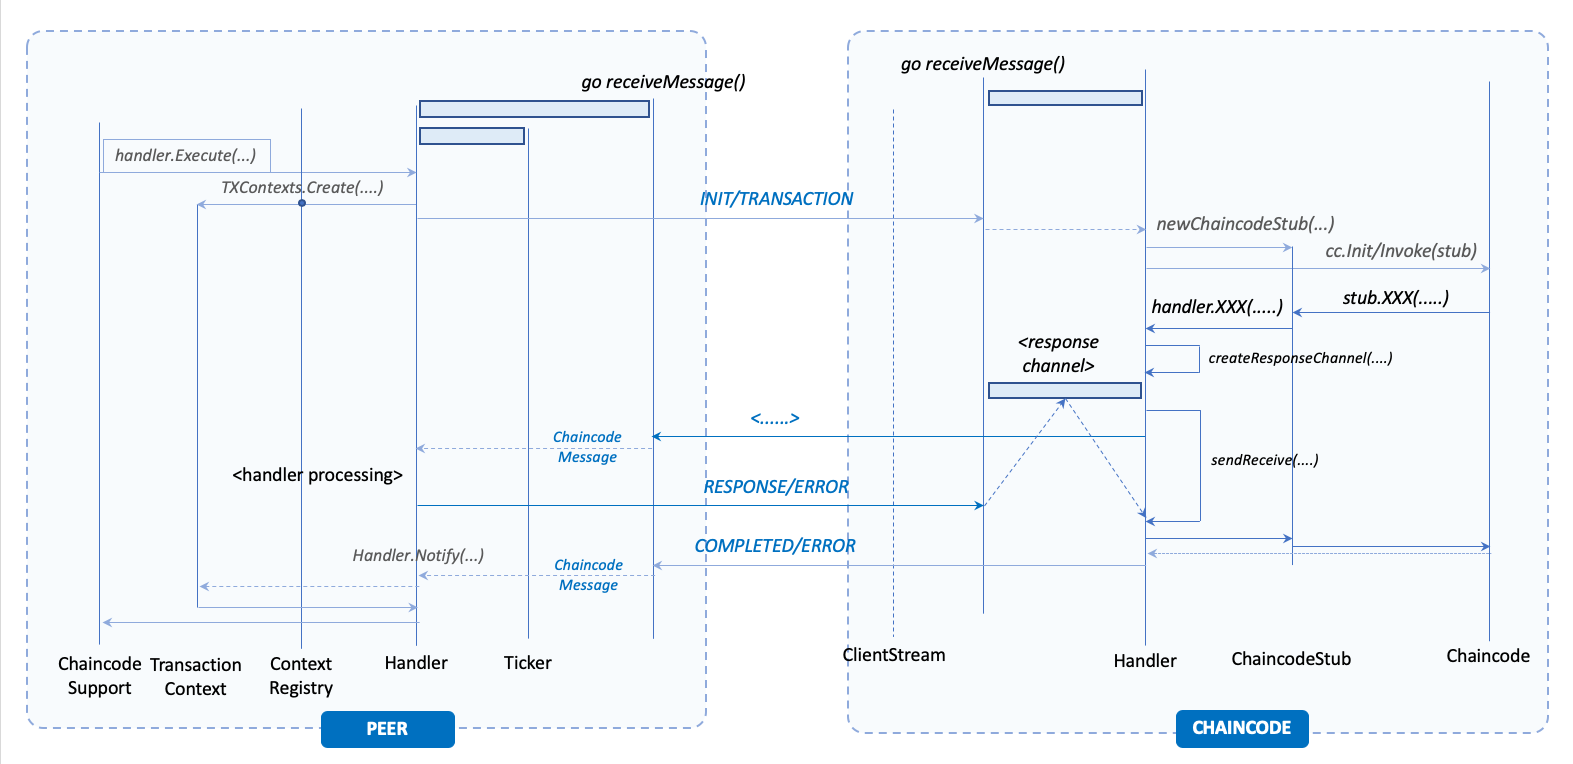 go receiveMessage()
go receiveMessage()
handler.Execute(...)
TXContexts.Create(....)
INIT/TRANSACTION
newChaincodeStub(...)
cc.Init/Invoke(stub)
stub.XXX(.....)
handler.XXX(.....)
<response
channel>
createResponseChannel(....)
<......>
Chaincode
Message
sendReceive(....)
<handler processing>
RESPONSE/ERROR
COMPLETED/ERROR
Handler.Notify(...)
Chaincode
Message
Chaincode
Support
Transaction
Context
Context
Registry
Handler
Ticker
ClientStream
Handler
ChaincodeStub
Chaincode
PEER
CHAINCODE